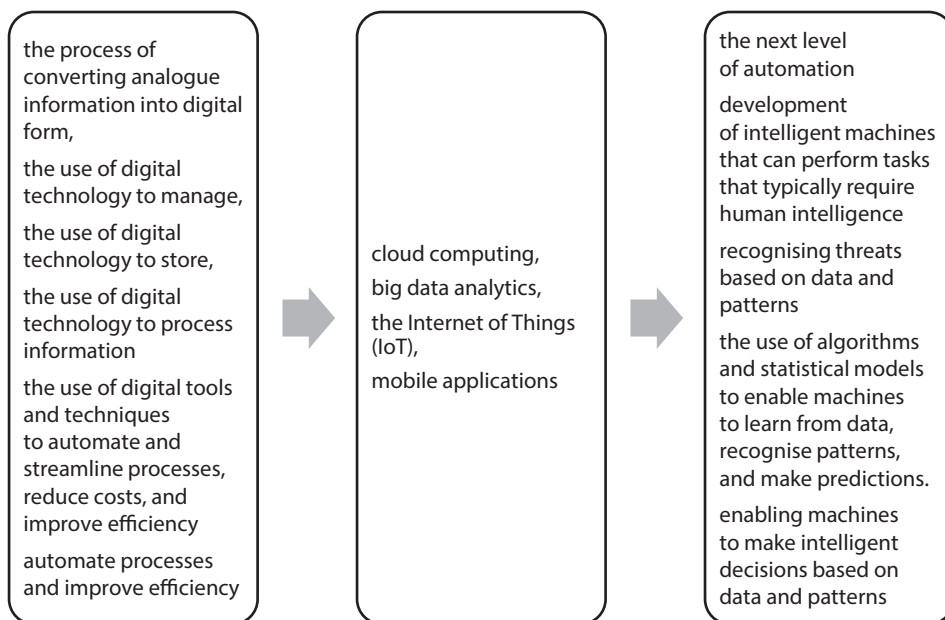 the process of
converting analogue
information into digital
form,
the use of digital
technology to manage,
the use of digital
technology to store,
the use of digital
technology to process
information
the use of digital tools
and techniques
to automate and
streamline processes,
reduce costs, and
improve efficiency
automate processes
and improve efficiency
cloud computing,
big data analytics,
the Internet of Things
(IoT),
mobile applications
the next level
of automation
development
of intelligent machines
that can perform tasks
that typically require
human intelligence
recognising threats
based on data and
patterns
the use of algorithms
and statistical models
to enable machines
to learn from data,
recognise patterns,
and make predictions.
enabling machines
to make intelligent
decisions based on
data and patterns